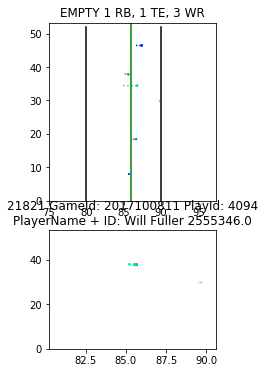 EMPTY 1 RB, 1 TE, 3 WR
50
40
30
20
10
0
75 80 85 90 95
21821 GameId: 2017100811 PlayId: 4094
PlayerName + ID: Will Fuller 2555346.0
40
20
0
82.5 85.0 87.5 90.0